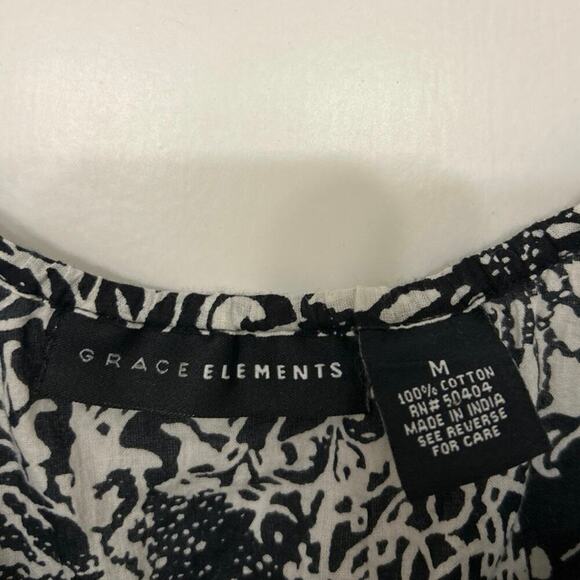 GRACE ELEMENTS
M
100% COTTON
RN# 50404
MADE IN INDIA
SEE REVERSE
FOR CARE